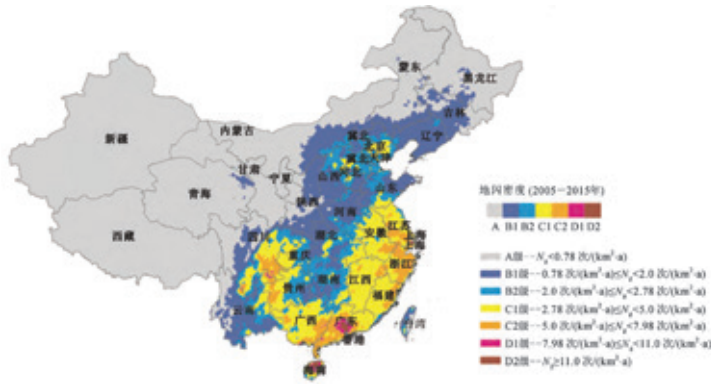 蒙东
黑龙江
吉林
新疆
内蒙古
冀北
辽宁
北京
甘肃
冀北天津
宁夏
山西
河北
青海
山东
陕西
河南
西藏
四川
湖北
安徽
江苏
上海
上海
重庆
浙江
贵州
湖南
江西
福建
云南
广西
广东
台湾
香港
海南
地闪密度 (2005—2015年)
A B1 B2 C1 C2 D1 D2
A级--Ng<0.78 次/(km²·a)
B1级--0.78 次/(km²·a)≤Ng<2.0 次/(km²·a)
B2级--2.0 次/(km²·a)≤Ng<2.78 次/(km²·a)
C1级--2.78 次/(km²·a)≤Ng<5.0 次/(km²·a)
C2级--5.0 次/(km²·a)≤Ng<7.98 次/(km²·a)
D1级--7.98 次/(km²·a)≤Ng<11.0 次/(km²·a)
D2级--Ng≥11.0 次/(km²·a)